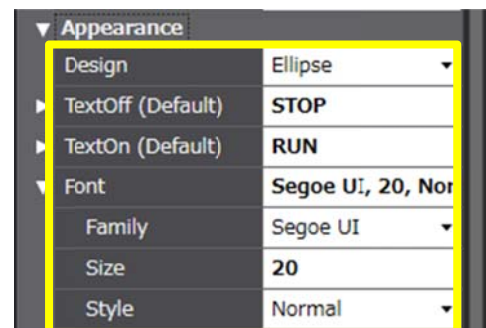 Appearance
Design Ellipse
TextOff (Default) STOP
TextOn (Default) RUN
Font Segoe UI, 20, Nor
Family Segoe UI
Size 20
Style Normal